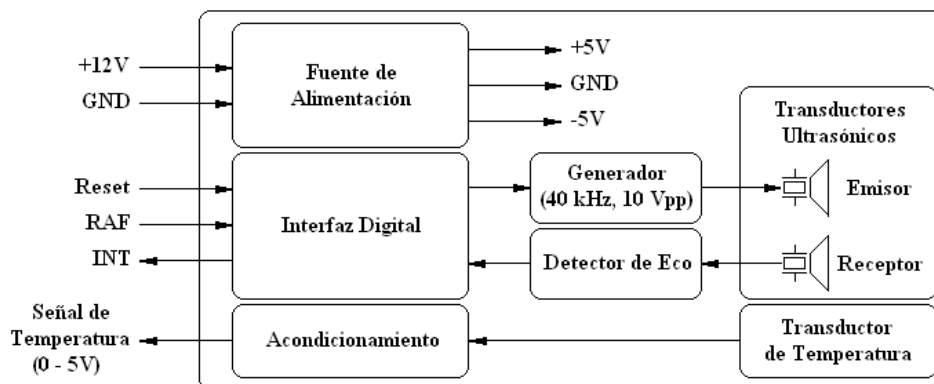 +12V
GND
Fuente de
Alimentación
+5V
GND
-5V
Reset
RAF
INT
Interfaz Digital
Generador
(40 kHz, 10 Vpp)
Detector de Eco
Transductores
Ultrasónicos
Emisor
Receptor
Señal de
Temperatura
(0 - 5V)
Acondicionamiento
Transductor
de Temperatura